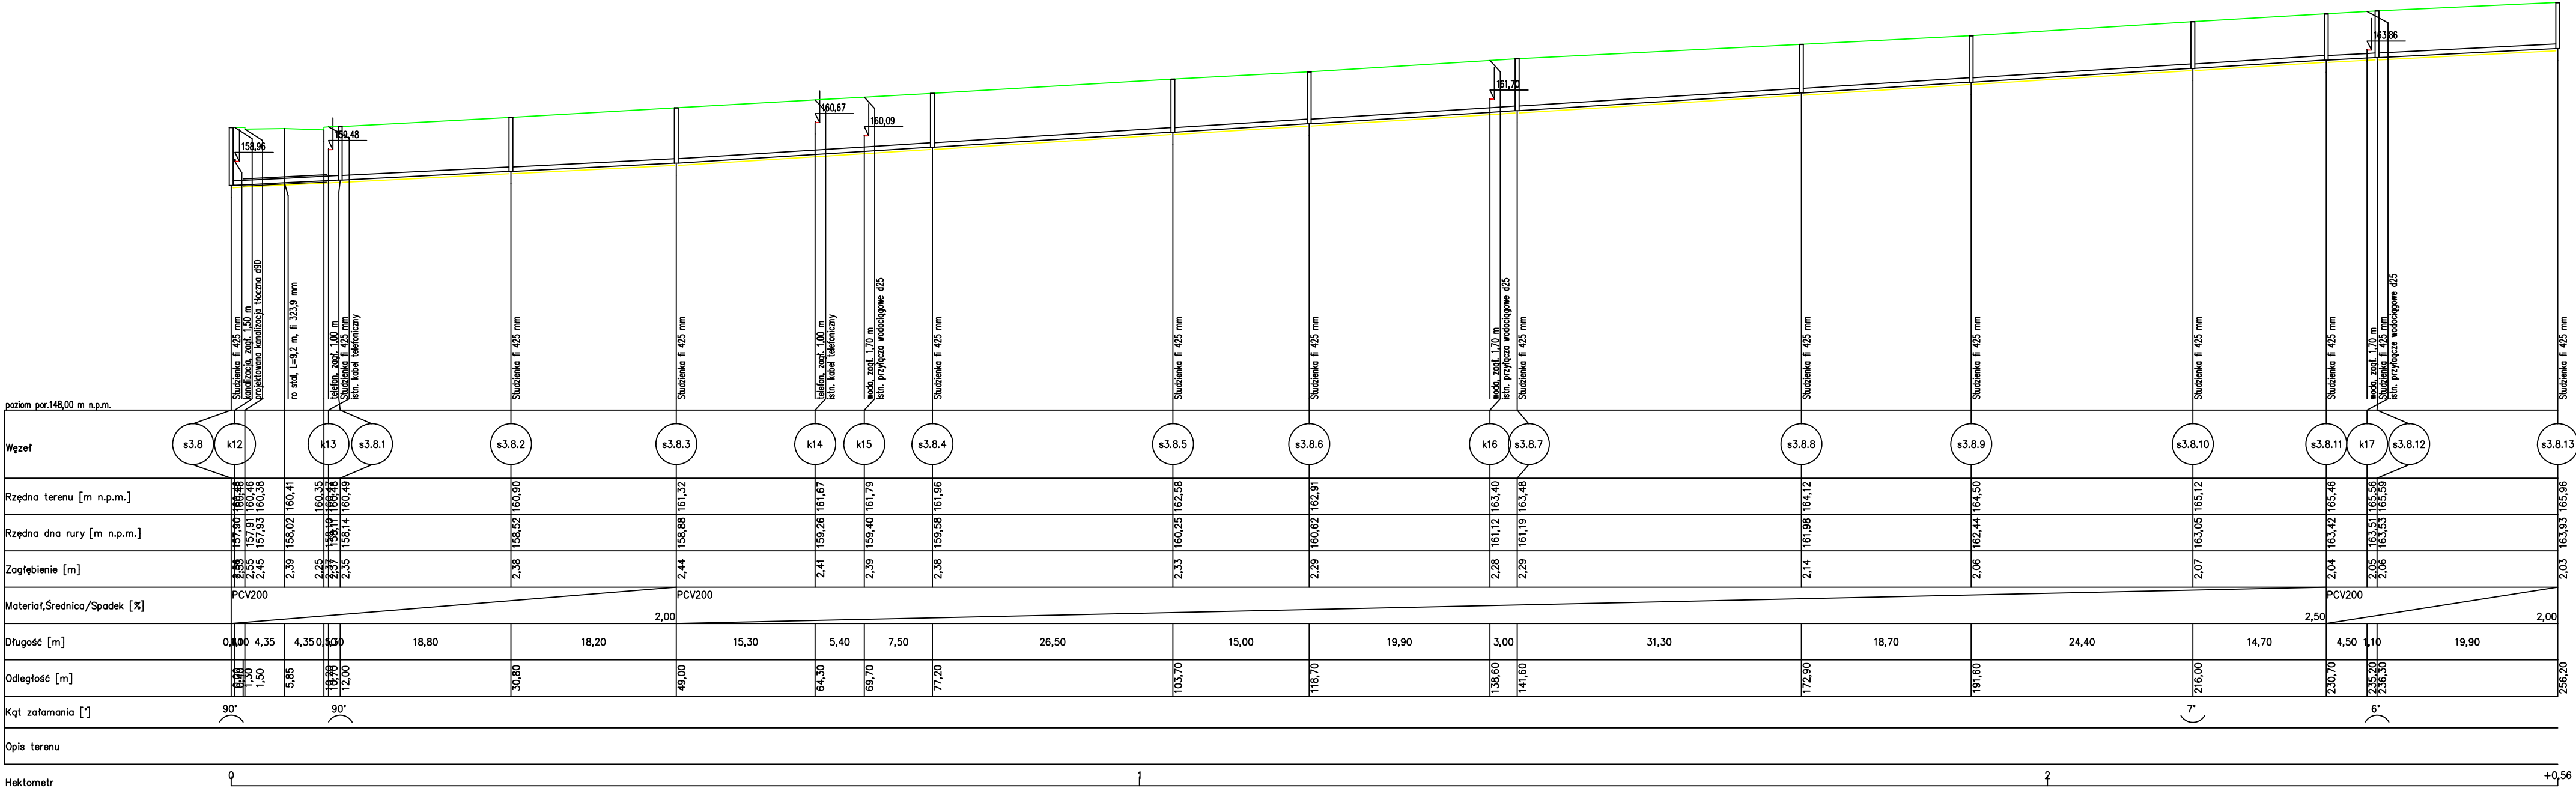 163,86
161,70
160,67
160,09
159,48
158,96
Studzienka fi 425 mm
kanalizacja, zagł. 1,50 m
projektowana kanalizacja tłoczna d90
ro stal, L=9,2 m, fi 323,9 mm
telefon, zagł. 1,00 m
Studzienka fi 425 mm
istn. kabel telefoniczny
Studzienka fi 425 mm
Studzienka fi 425 mm
telefon, zagł. 1,00 m
istn. kabel telefoniczny
woda, zagł. 1,70 m
istn. przyłącza wodociągowe d25
Studzienka fi 425 mm
Studzienka fi 425 mm
Studzienka fi 425 mm
woda, zagł. 1,70 m
istn. przyłącza wodociągowe d25
Studzienka fi 425 mm
Studzienka fi 425 mm
Studzienka fi 425 mm
Studzienka fi 425 mm
Studzienka fi 425 mm
woda, zagł. 1,70 m
Studzienka fi 425 mm
istn. przyłącze wodociągowe d25
Studzienka fi 425 mm
poziom por.148,00 m n.p.m.
Węzeł s3.8 k12 k13 s3.8.1 s3.8.2 s3.8.3 k14 k15 s3.8.4 s3.8.5 s3.8.6 k16 s3.8.7 s3.8.8 s3.8.9 s3.8.10 s3.8.11 k17 s3.8.12 s3.8.13
Rzędna terenu [m n.p.m.] 160,46 160,38 160,41 160,35 160,49 160,90 161,32 161,67 161,79 161,96 162,58 162,91 163,40 163,48 164,12 164,50 165,12 165,46 165,56 165,59 165,96
Rzędna dna rury [m n.p.m.] 157,90 157,91 157,93 158,02 158,14 158,52 158,88 159,26 159,40 159,58 160,25 160,62 161,12 161,19 161,98 162,44 163,05 163,42 163,51 163,53 163,93
Zagłębienie [m] 2,55 2,45 2,39 2,25 2,37 2,35 2,38 2,44 2,41 2,39 2,38 2,33 2,29 2,28 2,29 2,14 2,06 2,07 2,04 2,05 2,06 2,03
Materiał,Średnica/Spadek [%] PCV200 2,00 PCV200 2,50 PCV200 2,00
Długość [m] 4,35 4,35 18,80 18,20 15,30 5,40 7,50 26,50 15,00 19,90 3,00 31,30 18,70 24,40 14,70 4,50 1,10 19,90
Odległość [m] 1,30 1,50 5,85 10,70 12,00 30,80 49,00 64,30 69,70 77,20 103,70 118,70 138,60 141,60 172,90 191,60 216,00 230,70 235,20 236,30 256,20
Kąt załamania [°] 90° 90° 7° 6°
Opis terenu
Hektometr 0 1 2 +0,56